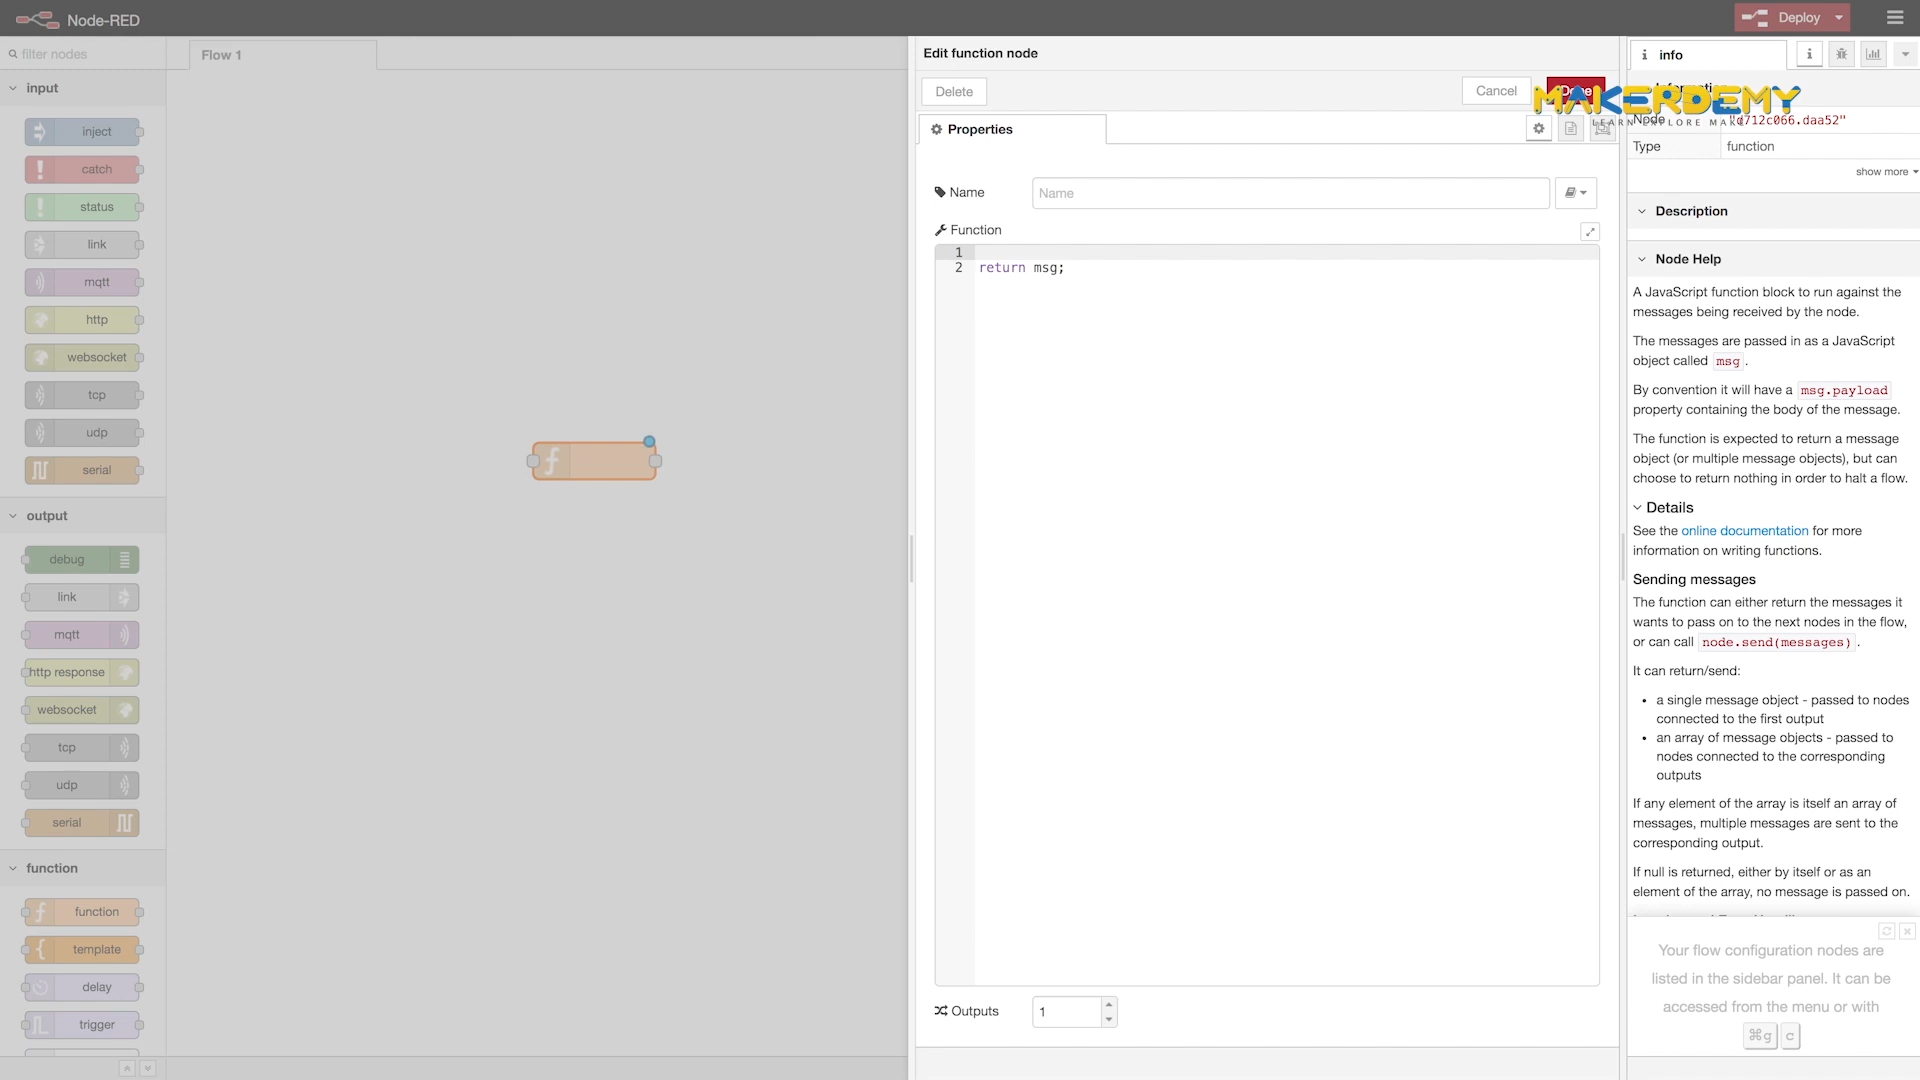 Node-RED
Deploy
filter nodes
Flow 1
input
inject
catch
status
link
mqtt
http
websocket
tcp
udp
serial
output
debug
link
mqtt
http response
websocket
tcp
udp
serial
function
function
template
delay
trigger
Edit function node
Delete
Cancel
Done
Properties
Name
Name
Function
1
2 return msg;
Outputs
1
info
MAKERDEMY
LEARN EXPLORE MAKE
Information
Node "d712c066.daa52"
Type function
show more
Description
Node Help
A JavaScript function block to run against the
messages being received by the node.
The messages are passed in as a JavaScript
object called msg.
By convention it will have a msg.payload
property containing the body of the message.
The function is expected to return a message
object (or multiple message objects), but can
choose to return nothing in order to halt a flow.
Details
See the online documentation for more
information on writing functions.
Sending messages
The function can either return the messages it
wants to pass on to the next nodes in the flow,
or can call node.send(messages).
It can return/send:
• a single message object - passed to nodes
connected to the first output
• an array of message objects - passed to
nodes connected to the corresponding
outputs
If any element of the array is itself an array of
messages, multiple messages are sent to the
corresponding output.
If null is returned, either by itself or as an
element of the array, no message is passed on.
Your flow configuration nodes are
listed in the sidebar panel. It can be
accessed from the menu or with
⌘g c